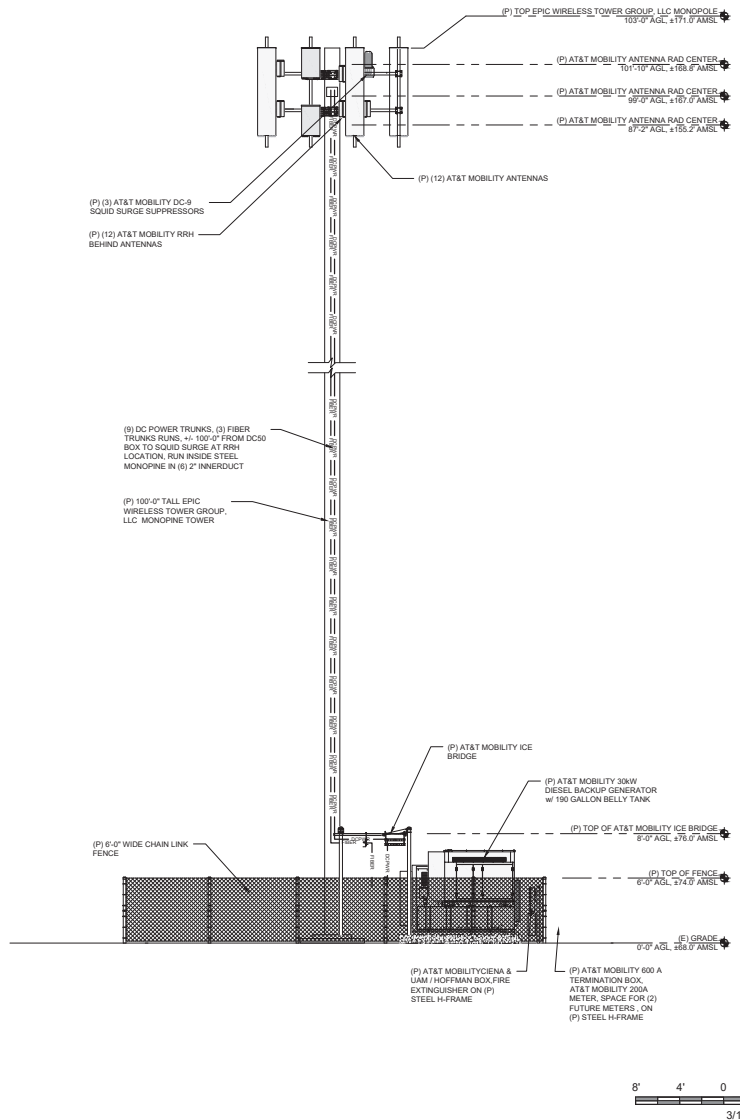 (P) TOP EPIC WIRELESS TOWER GROUP, LLC MONOPOLE
103'-0" AGL, ±171.0' AMSL
(P) AT&T MOBILITY ANTENNA RAD CENTER
101'-10" AGL, ±168.8' AMSL
(P) AT&T MOBILITY ANTENNA RAD CENTER
99'-0" AGL, ±167.0' AMSL
(P) AT&T MOBILITY ANTENNA RAD CENTER
87'-2" AGL, ±155.2' AMSL
(P) (12) AT&T MOBILITY ANTENNAS
(P) (3) AT&T MOBILITY DC-9
SQUID SURGE SUPPRESSORS
(P) (12) AT&T MOBILITY RRH
BEHIND ANTENNAS
(9) DC POWER TRUNKS, (3) FIBER
TRUNKS RUNS, +/- 100'-0" FROM DC50
BOX TO SQUID SURGE AT RRH
LOCATION, RUN INSIDE STEEL
MONOPINE IN (6) 2" INNERDUCT
(P) 100'-0" TALL EPIC
WIRELESS TOWER GROUP,
LLC MONOPINE TOWER
(P) AT&T MOBILITY ICE
BRIDGE
(P) AT&T MOBILITY 30kW
DIESEL BACKUP GENERATOR
w/ 190 GALLON BELLY TANK
(P) TOP OF AT&T MOBILITY ICE BRIDGE
8'-0" AGL, ±76.0' AMSL
(P) 6'-0" WIDE CHAIN LINK
FENCE
FIBER
DCPWR
(P) TOP OF FENCE
6'-0" AGL, ±74.0' AMSL
(E) GRADE
0'-0" AGL, ±68.0' AMSL
(P) AT&T MOBILITYCIENA &
UAM / HOFFMAN BOX,FIRE
EXTINGUISHER ON (P)
STEEL H-FRAME
(P) AT&T MOBILITY 600 A
TERMINATION BOX,
AT&T MOBILITY 200A
METER, SPACE FOR (2)
FUTURE METERS , ON
(P) STEEL H-FRAME
8' 4' 0
3/1